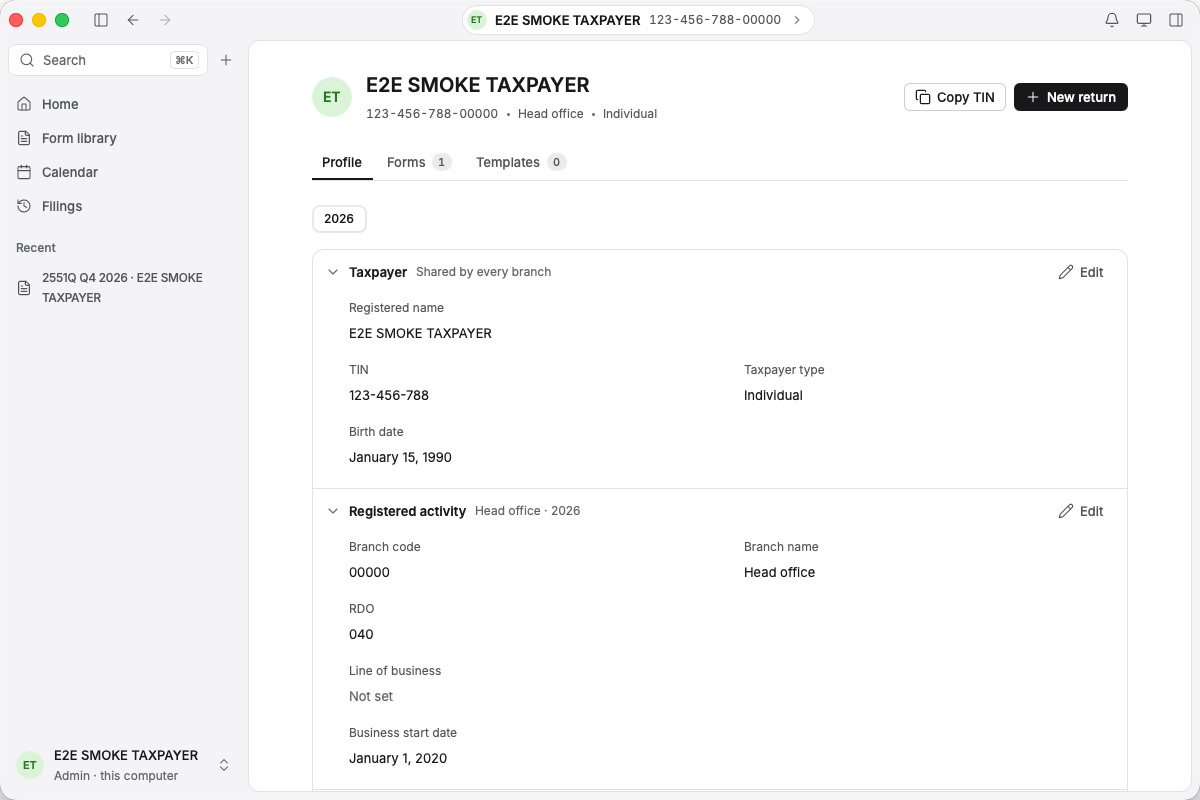 ET E2E SMOKE TAXPAYER 123-456-788-00000
Search ⌘K
Home
Form library
Calendar
Filings
Recent
2551Q Q4 2026 · E2E SMOKE
TAXPAYER
ET
E2E SMOKE TAXPAYER
Admin · this computer
ET
E2E SMOKE TAXPAYER
123-456-788-00000 • Head office • Individual
Copy TIN
New return
Profile Forms 1 Templates 0
2026
Taxpayer Shared by every branch Edit
Registered name
E2E SMOKE TAXPAYER
TIN Taxpayer type
123-456-788 Individual
Birth date
January 15, 1990
Registered activity Head office · 2026 Edit
Branch code Branch name
00000 Head office
RDO
040
Line of business
Not set
Business start date
January 1, 2020